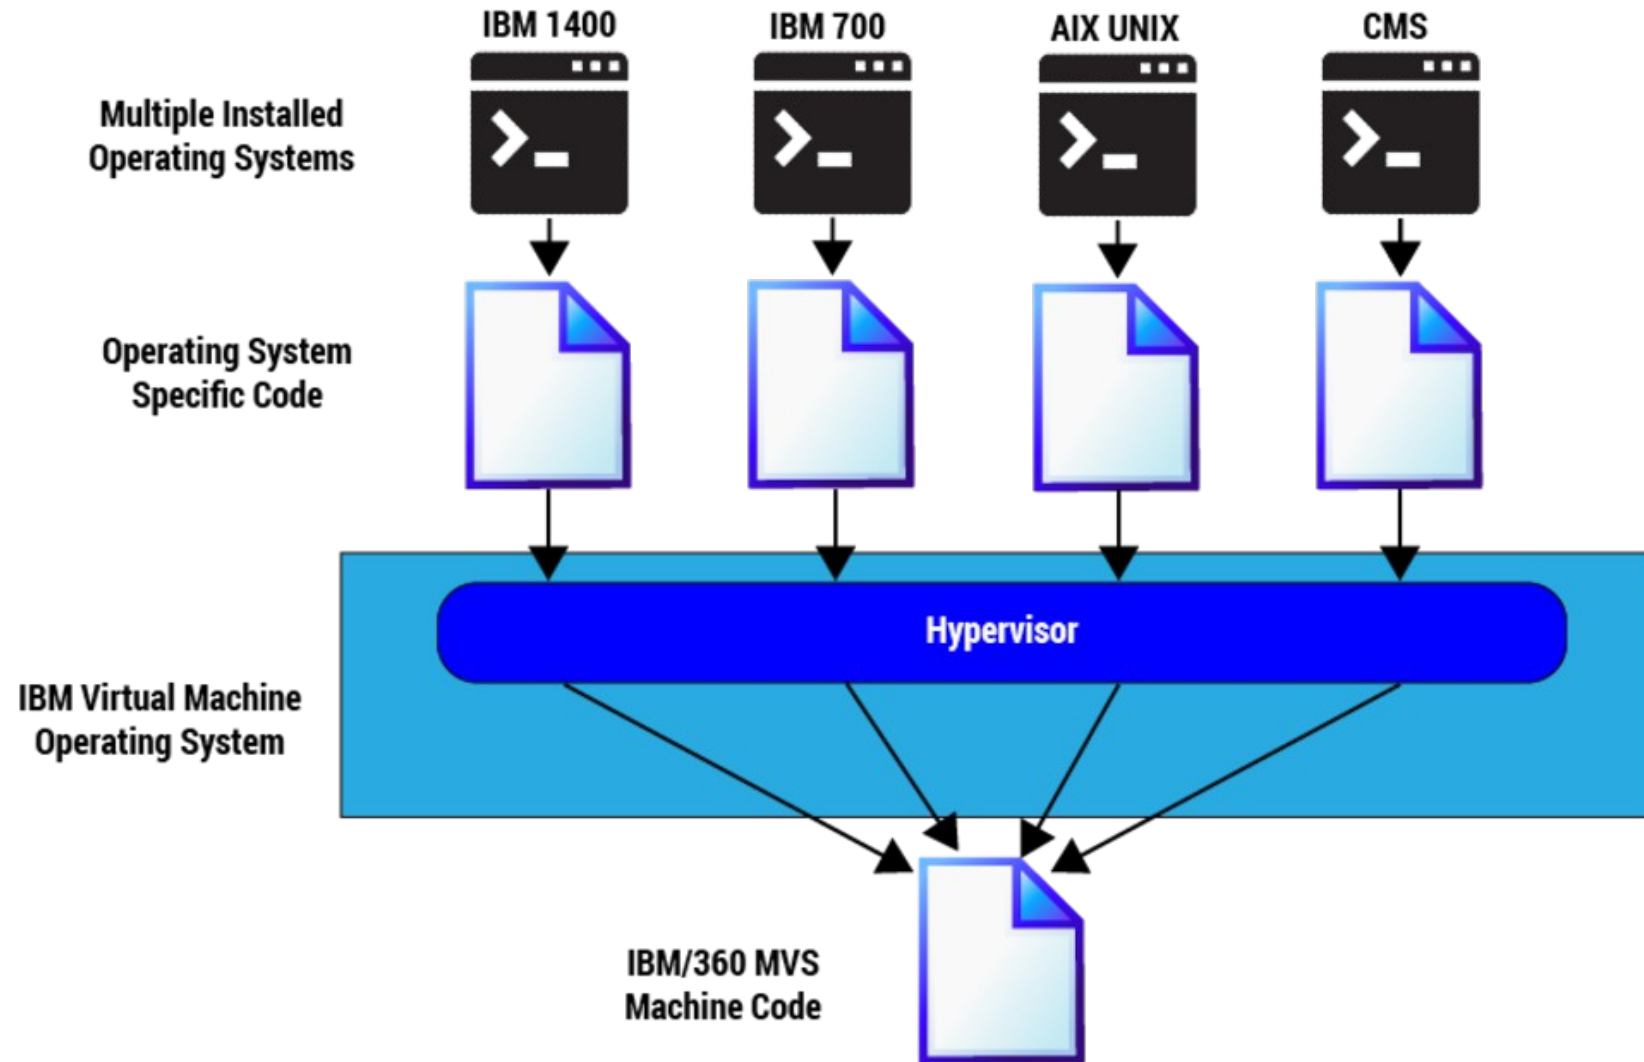 IBM 1400
IBM 700
AIX UNIX
CMS
Multiple Installed
Operating Systems
Operating System
Specific Code
Hypervisor
IBM Virtual Machine
Operating System
IBM/360 MVS
Machine Code